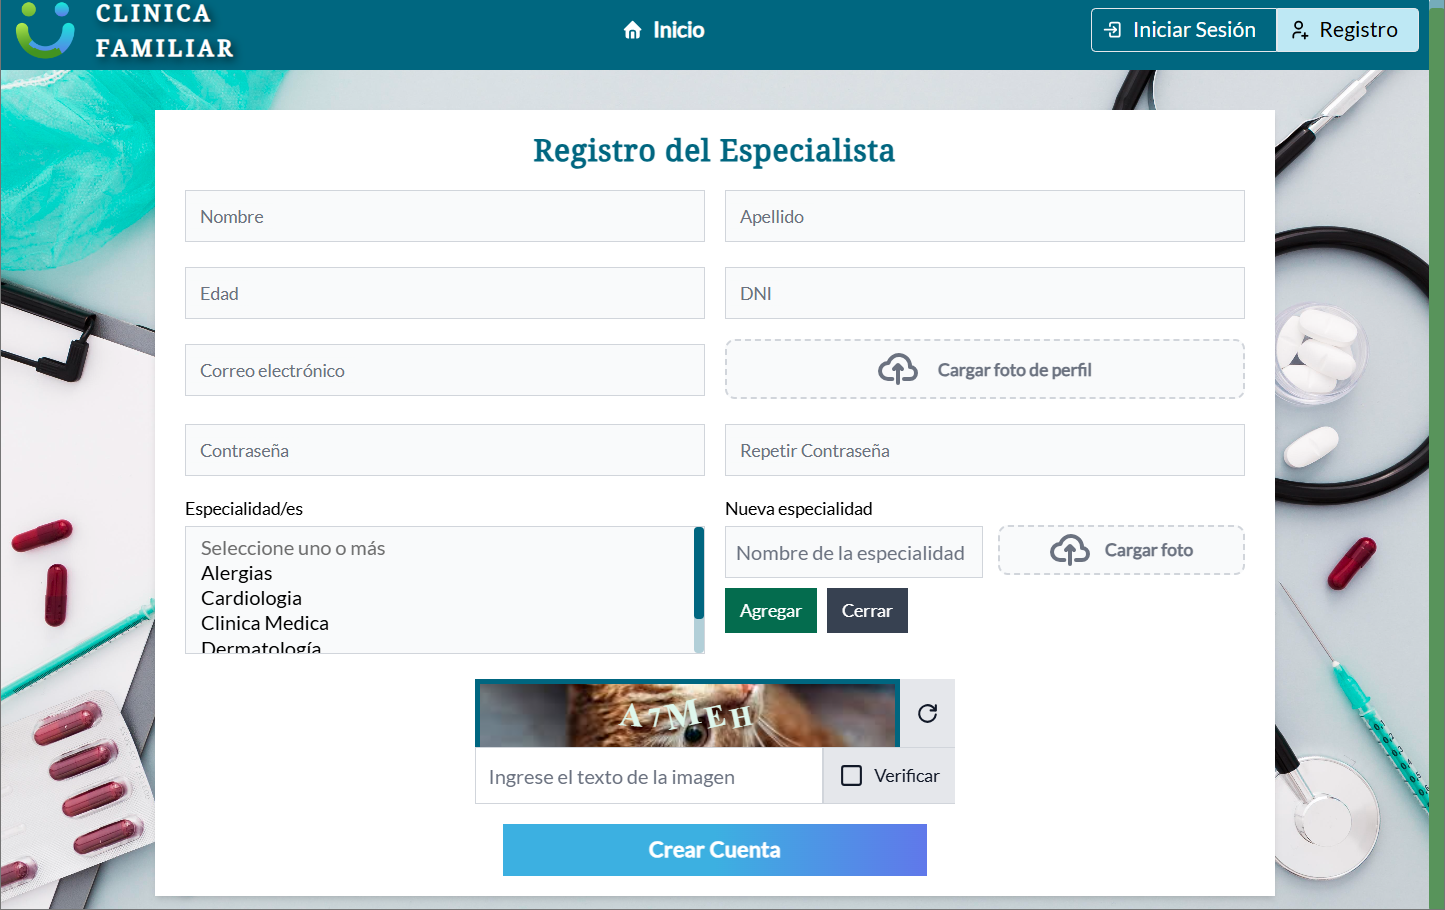 CLINICA
FAMILIAR
Inicio
Iniciar Sesión
Registro
Registro del Especialista
Nombre
Apellido
Edad
DNI
Correo electrónico
Cargar foto de perfil
Contraseña
Repetir Contraseña
Especialidad/es
Nueva especialidad
Seleccione uno o más
Alergias
Cardiologia
Clinica Medica
Dermatología
Nombre de la especialidad
Cargar foto
Agregar
Cerrar
A7MEH
Ingrese el texto de la imagen
Verificar
Crear Cuenta